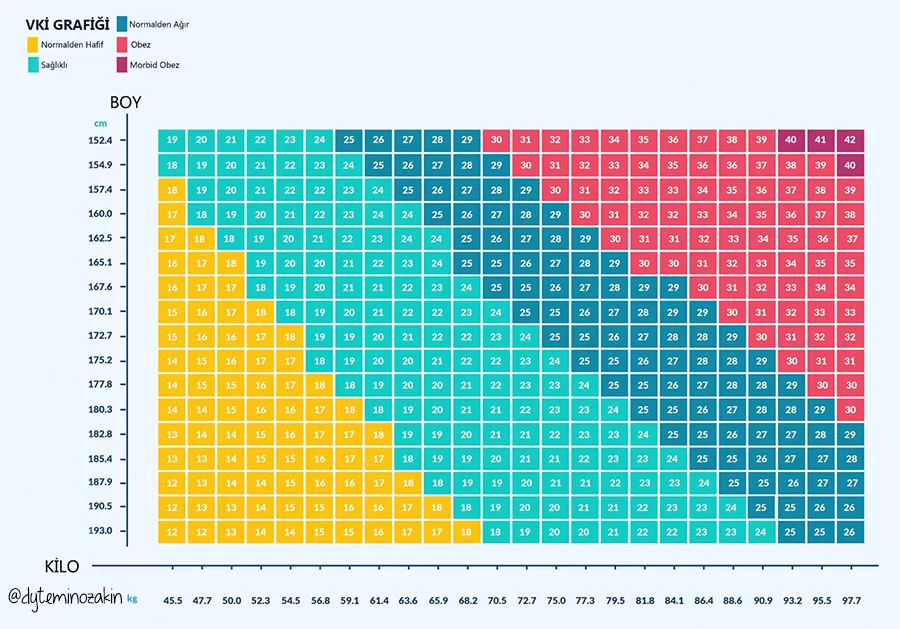 VKİ GRAFİĞİ
Normalden Ağır
Normalden Hafif
Obez
Sağlıklı
Morbid Obez
BOY
cm
152.4 19 20 21 22 23 24 25 26 27 28 29 30 31 32 33 34 35 36 37 38 39 40 41 42
154.9 18 19 20 21 22 23 24 25 26 27 28 29 30 31 32 33 34 35 36 36 37 38 39 40
157.4 18 19 20 21 22 22 23 24 25 26 27 28 29 30 31 32 33 33 34 35 36 37 38 39
160.0 17 18 19 20 21 22 23 24 24 25 26 27 28 29 30 31 32 32 33 34 35 36 37 38
162.5 17 18 18 19 20 21 22 23 24 24 25 26 27 28 29 30 31 31 32 33 34 35 36 37
165.1 16 17 18 19 20 20 21 22 23 24 25 25 26 27 28 29 30 30 31 32 33 34 35 35
167.6 16 17 17 18 19 20 21 22 22 23 24 25 25 26 27 28 29 29 30 31 32 33 34 34
170.1 15 16 17 18 18 19 20 21 22 22 23 24 25 25 26 27 28 29 29 30 31 32 33 33
172.7 15 16 16 17 18 19 19 20 21 22 22 23 24 25 25 26 27 28 28 29 30 31 32 32
175.2 14 15 16 17 17 18 19 20 20 21 22 22 23 24 25 25 26 27 28 28 29 30 31 31
177.8 14 15 15 16 17 18 18 19 20 20 21 22 23 23 24 25 25 26 27 28 28 29 30 30
180.3 14 14 15 16 16 17 18 18 19 20 21 21 22 23 23 24 25 25 26 27 28 28 29 30
182.8 13 14 14 15 16 17 17 18 19 19 20 21 21 22 23 23 24 25 25 26 27 27 28 29
185.4 13 13 14 15 15 16 17 17 18 19 19 20 21 21 22 23 23 24 25 25 26 27 27 28
187.9 12 13 14 14 15 16 16 17 18 18 19 19 20 21 21 22 23 23 24 25 25 26 27 27
190.5 12 13 13 14 15 15 16 16 17 18 18 19 20 20 21 22 22 23 23 24 25 25 26 26
193.0 12 12 13 14 14 15 15 16 17 17 18 18 19 20 20 21 22 22 23 23 24 25 25 26
KİLO
@dyteminozakin kg 45.5 47.7 50.0 52.3 54.5 56.8 59.1 61.4 63.6 65.9 68.2 70.5 72.7 75.0 77.3 79.5 81.8 84.1 86.4 88.6 90.9 93.2 95.5 97.7